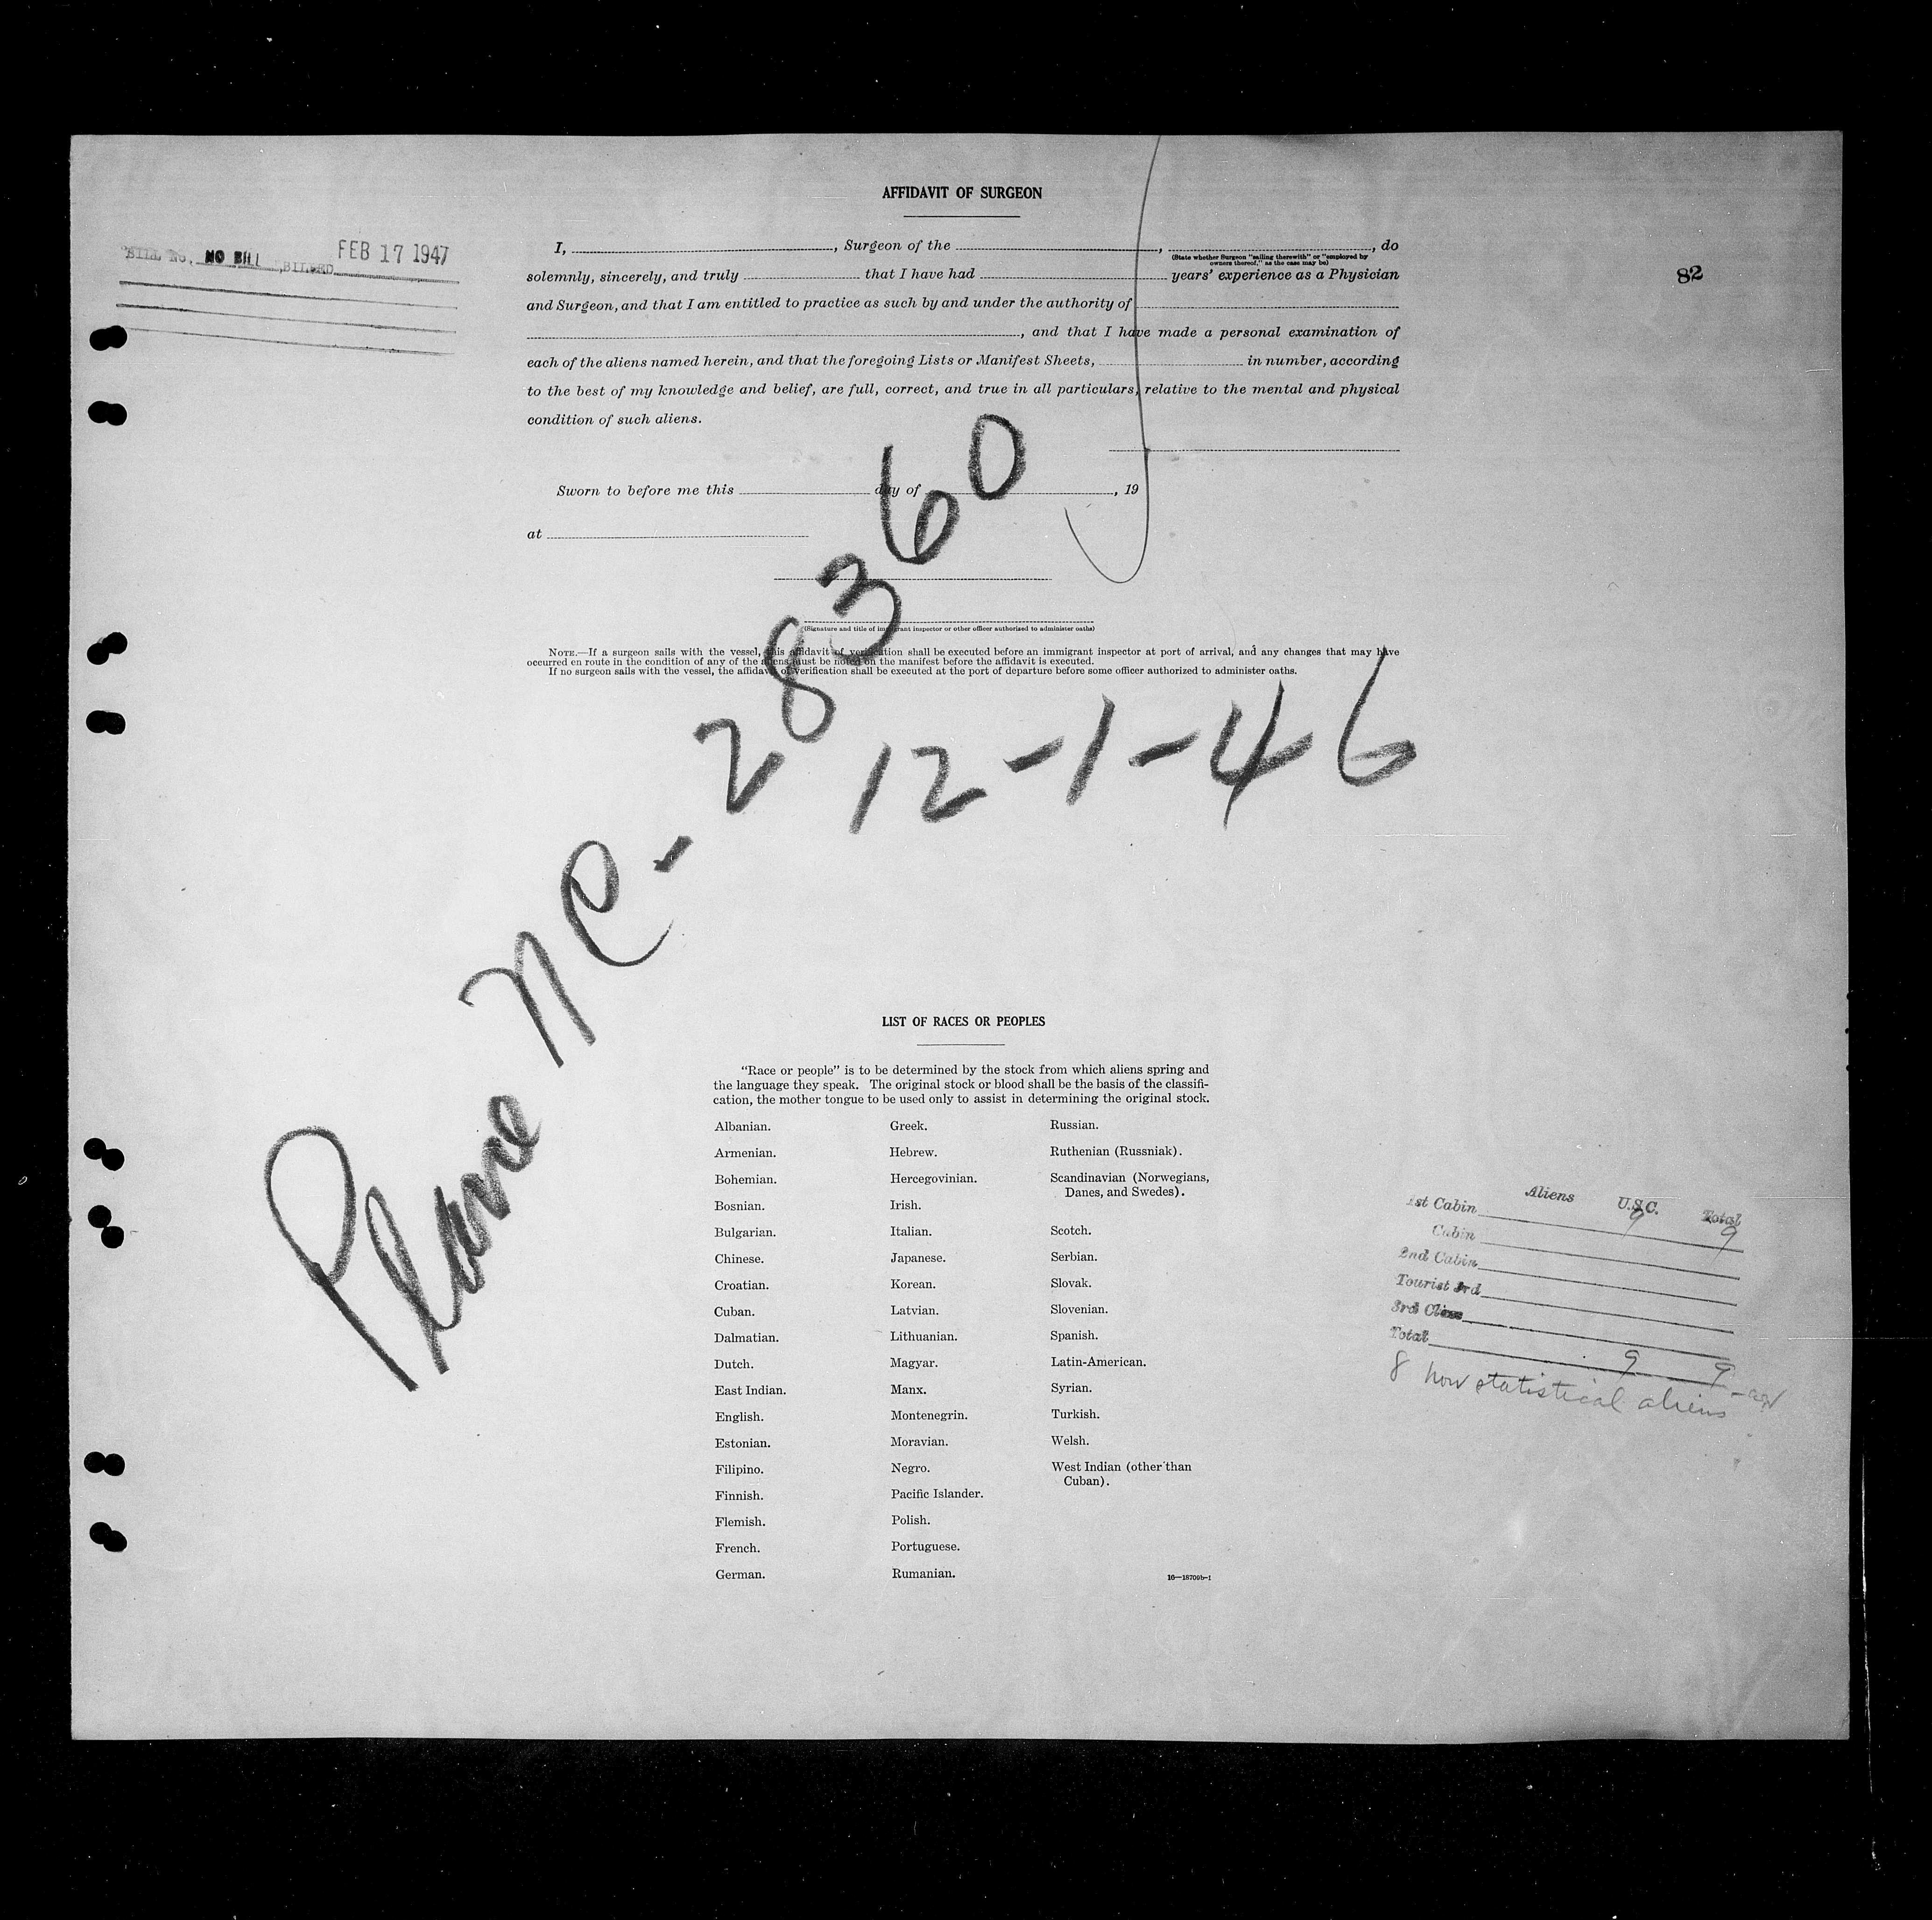 AFFIDAVIT OF SURGEON
BILL NO. NO BILL BILLED FEB 17 1947
82
I, , Surgeon of the , , do
(State whether Surgeon "sailing therewith" or "employed by
owners thereof," as the case may be)
solemnly, sincerely, and truly that I have had years' experience as a Physician
and Surgeon, and that I am entitled to practice as such by and under the authority of
, and that I have made a personal examination of
each of the aliens named herein, and that the foregoing Lists or Manifest Sheets, in number, according
to the best of my knowledge and belief, are full, correct, and true in all particulars, relative to the mental and physical
condition of such aliens.
Sworn to before me this day of , 19
at
(Signature and title of immigrant inspector or other officer authorized to administer oaths)
NOTE.—If a surgeon sails with the vessel, this affidavit of verification shall be executed before an immigrant inspector at port of arrival, and any changes that may have
occurred en route in the condition of any of the aliens must be noted on the manifest before the affidavit is executed.
If no surgeon sails with the vessel, the affidavit of verification shall be executed at the port of departure before some officer authorized to administer oaths.
Plane NC-28360
12-1-46
LIST OF RACES OR PEOPLES
"Race or people" is to be determined by the stock from which aliens spring and
the language they speak. The original stock or blood shall be the basis of the classifi-
cation, the mother tongue to be used only to assist in determining the original stock.
Albanian.
Armenian.
Bohemian.
Bosnian.
Bulgarian.
Chinese.
Croatian.
Cuban.
Dalmatian.
Dutch.
East Indian.
English.
Estonian.
Filipino.
Finnish.
Flemish.
French.
German.
Greek.
Hebrew.
Hercegovinian.
Irish.
Italian.
Japanese.
Korean.
Latvian.
Lithuanian.
Magyar.
Manx.
Montenegrin.
Moravian.
Negro.
Pacific Islander.
Polish.
Portuguese.
Rumanian.
Russian.
Ruthenian (Russniak).
Scandinavian (Norwegians,
Danes, and Swedes).
Scotch.
Serbian.
Slovak.
Slovenian.
Spanish.
Latin-American.
Syrian.
Turkish.
Welsh.
West Indian (other than
Cuban).
16—18709b-1
Aliens U.S.C. Total
1st Cabin 9 9
Cabin
2nd Cabin
Tourist 3rd
3rd Class
Total 9 9
8 non statistical aliens